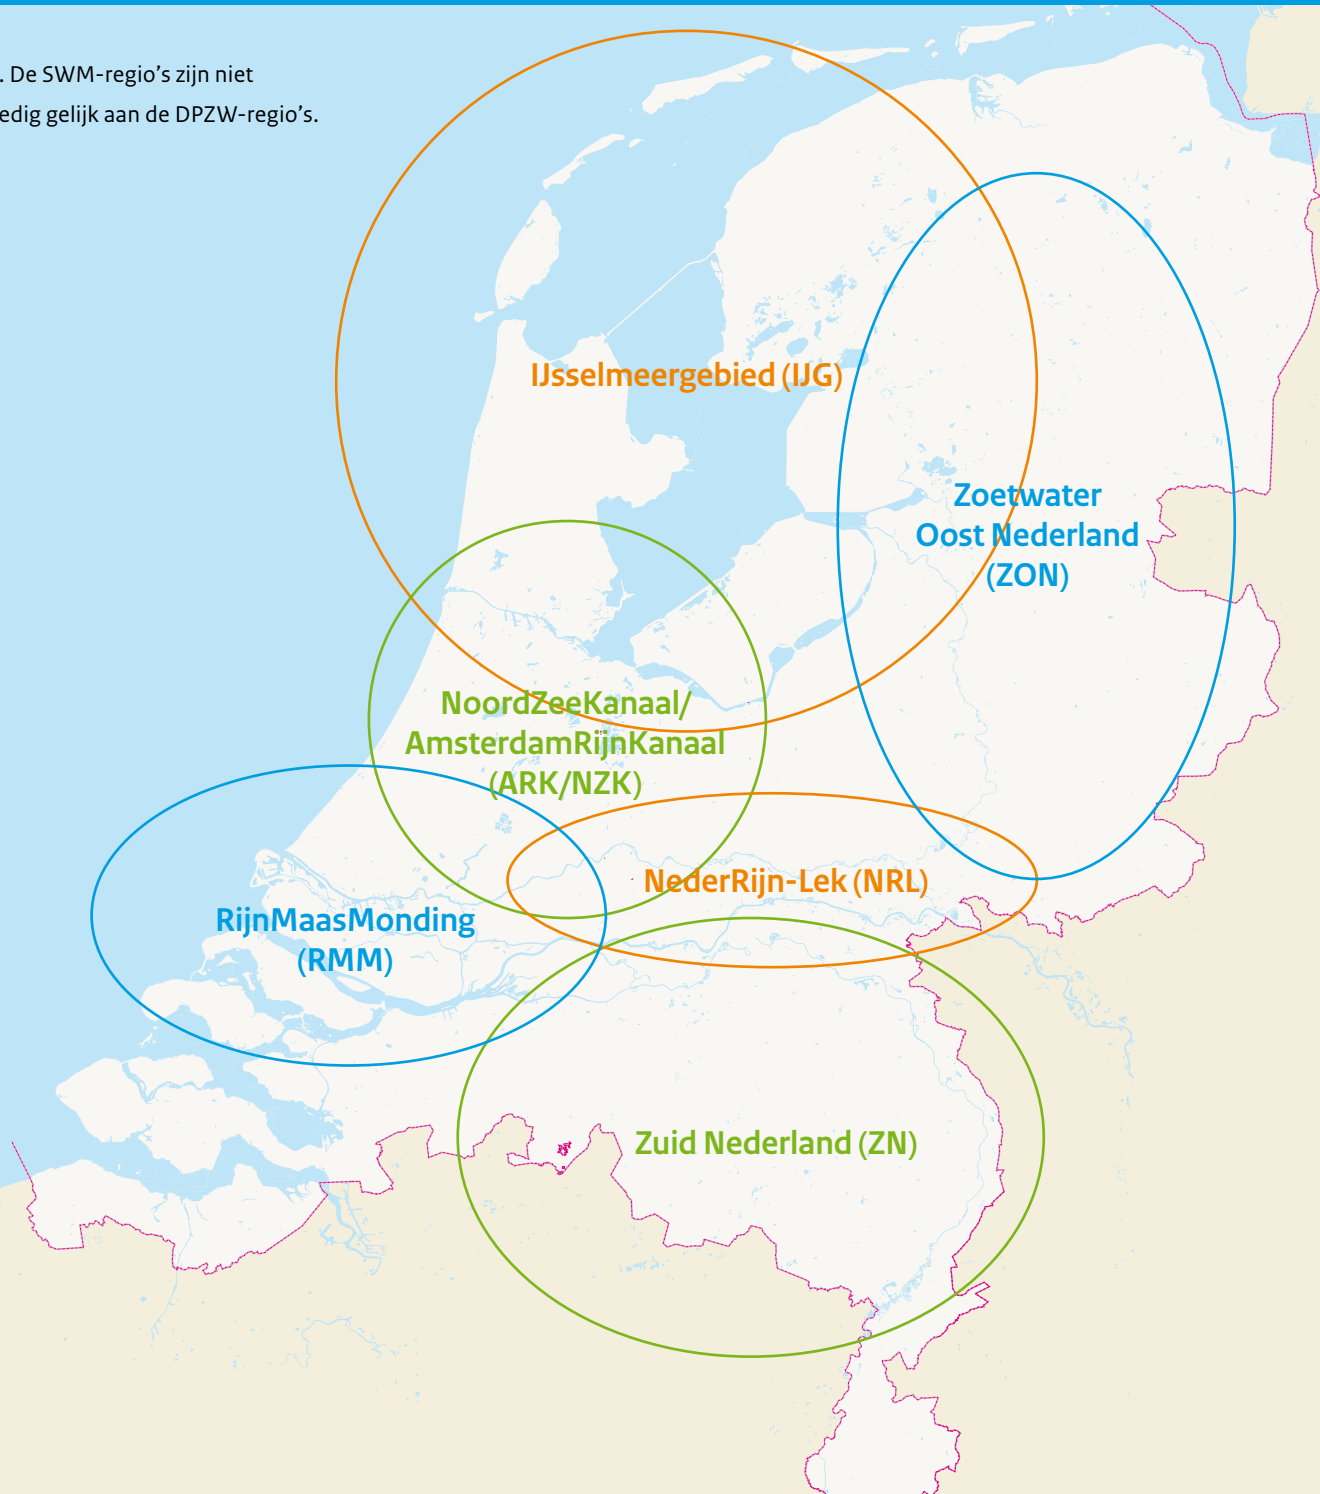 . De SWM-regio’s zijn niet
edig gelijk aan de DPZW-regio’s.
IJsselmeergebied (IJG)
Zoetwater
Oost Nederland
(ZON)
NoordZeeKanaal/
AmsterdamRijnKanaal
(ARK/NZK)
NederRijn-Lek (NRL)
RijnMaasMonding
(RMM)
Zuid Nederland (ZN)